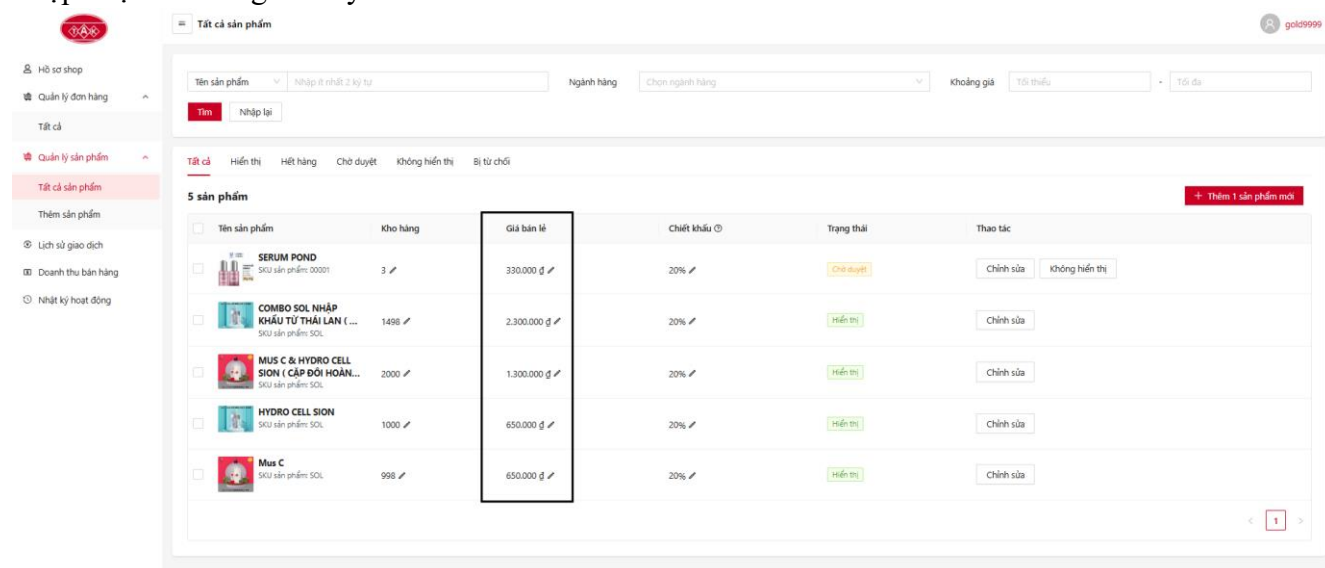 TAK
Tất cả sản phẩm
gold9999
Hồ sơ shop
Quản lý đơn hàng
Tất cả
Quản lý sản phẩm
Tất cả sản phẩm
Thêm sản phẩm
Lịch sử giao dịch
Doanh thu bán hàng
Nhật ký hoạt động
Tên sản phẩm Nhập ít nhất 2 ký tự Ngành hàng Chọn ngành hàng Khoảng giá Tối thiểu - Tối đa
Tìm Nhập lại
Tất cả Hiển thị Hết hàng Chờ duyệt Không hiển thị Bị từ chối
5 sản phẩm
+ Thêm 1 sản phẩm mới
Tên sản phẩm Kho hàng Giá bán lẻ Chiết khấu Trạng thái Thao tác
SERUM POND
SKU sản phẩm: 00001
3 330.000 ₫ 20% Chờ duyệt Chỉnh sửa Không hiển thị
COMBO SOL NHẬP
KHẨU TỪ THÁI LAN ( ...
SKU sản phẩm: SOL
1498 2.300.000 ₫ 20% Hiển thị Chỉnh sửa
MUS C & HYDRO CELL
SION ( CẶP ĐÔI HOÀN...
SKU sản phẩm: SOL
2000 1.300.000 ₫ 20% Hiển thị Chỉnh sửa
HYDRO CELL SION
SKU sản phẩm: SOL
1000 650.000 ₫ 20% Hiển thị Chỉnh sửa
Mus C
SKU sản phẩm: SOL
998 650.000 ₫ 20% Hiển thị Chỉnh sửa
< 1 >